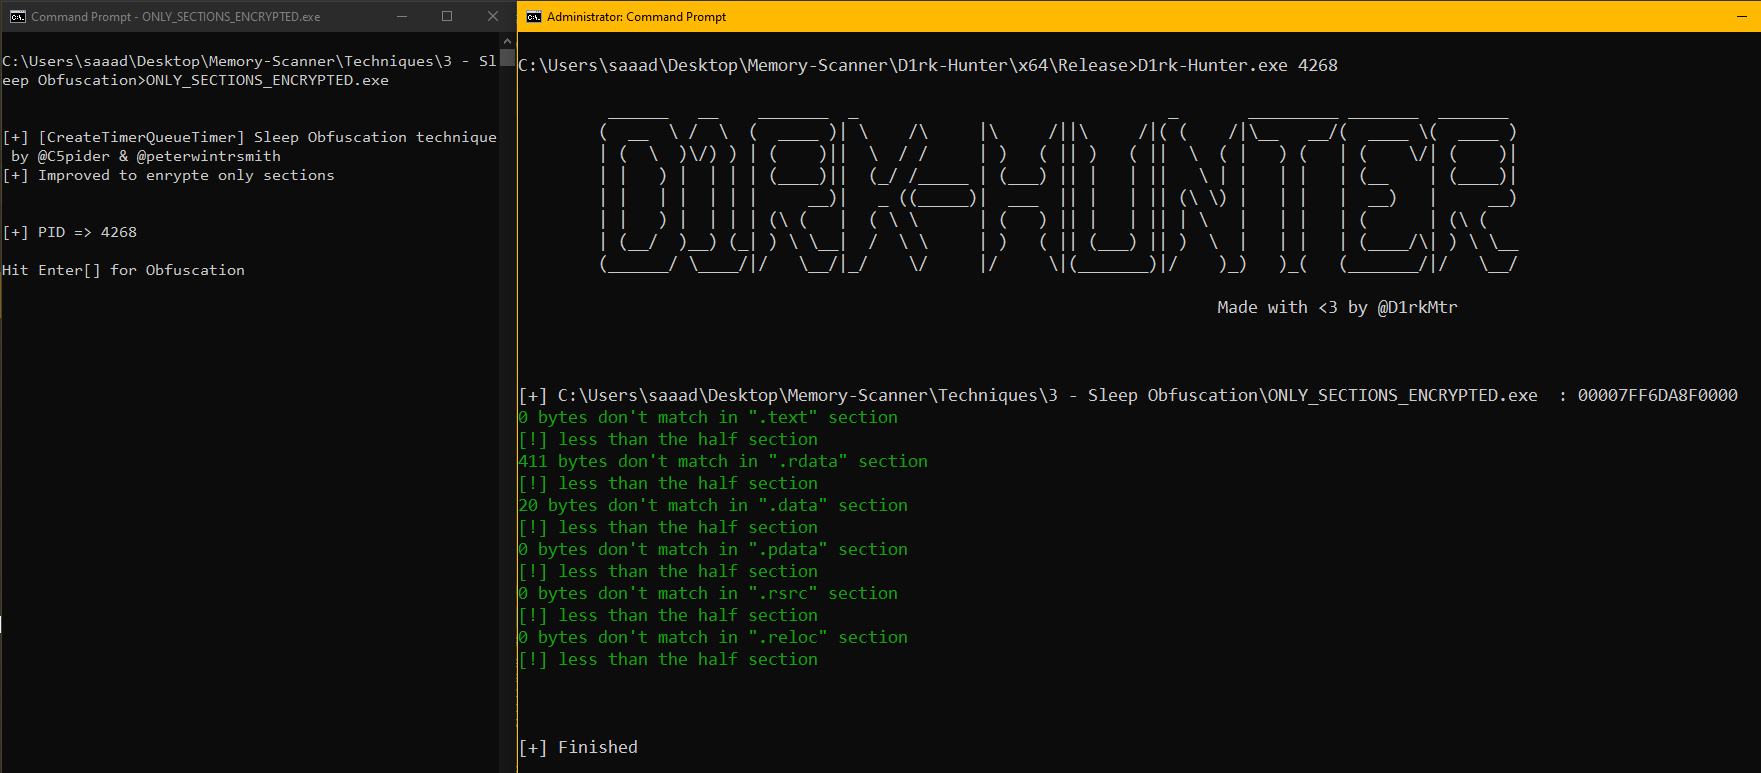 Command Prompt - ONLY_SECTIONS_ENCRYPTED.exe
C:\Users\saaad\Desktop\Memory-Scanner\Techniques\3 - Sl
eep Obfuscation>ONLY_SECTIONS_ENCRYPTED.exe
[+] [CreateTimerQueueTimer] Sleep Obfuscation technique
by @C5pider & @peterwintrsmith
[+] Improved to enrypte only sections
[+] PID => 4268
Hit Enter[] for Obfuscation
Administrator: Command Prompt
C:\Users\saaad\Desktop\Memory-Scanner\D1rk-Hunter\x64\Release>D1rk-Hunter.exe 4268
D1RK-HUNTER
Made with <3 by @D1rkMtr
[+] C:\Users\saaad\Desktop\Memory-Scanner\Techniques\3 - Sleep Obfuscation\ONLY_SECTIONS_ENCRYPTED.exe  : 00007FF6DA8F0000
0 bytes don't match in ".text" section
[!] less than the half section
411 bytes don't match in ".rdata" section
[!] less than the half section
20 bytes don't match in ".data" section
[!] less than the half section
0 bytes don't match in ".pdata" section
[!] less than the half section
0 bytes don't match in ".rsrc" section
[!] less than the half section
0 bytes don't match in ".reloc" section
[!] less than the half section
[+] Finished